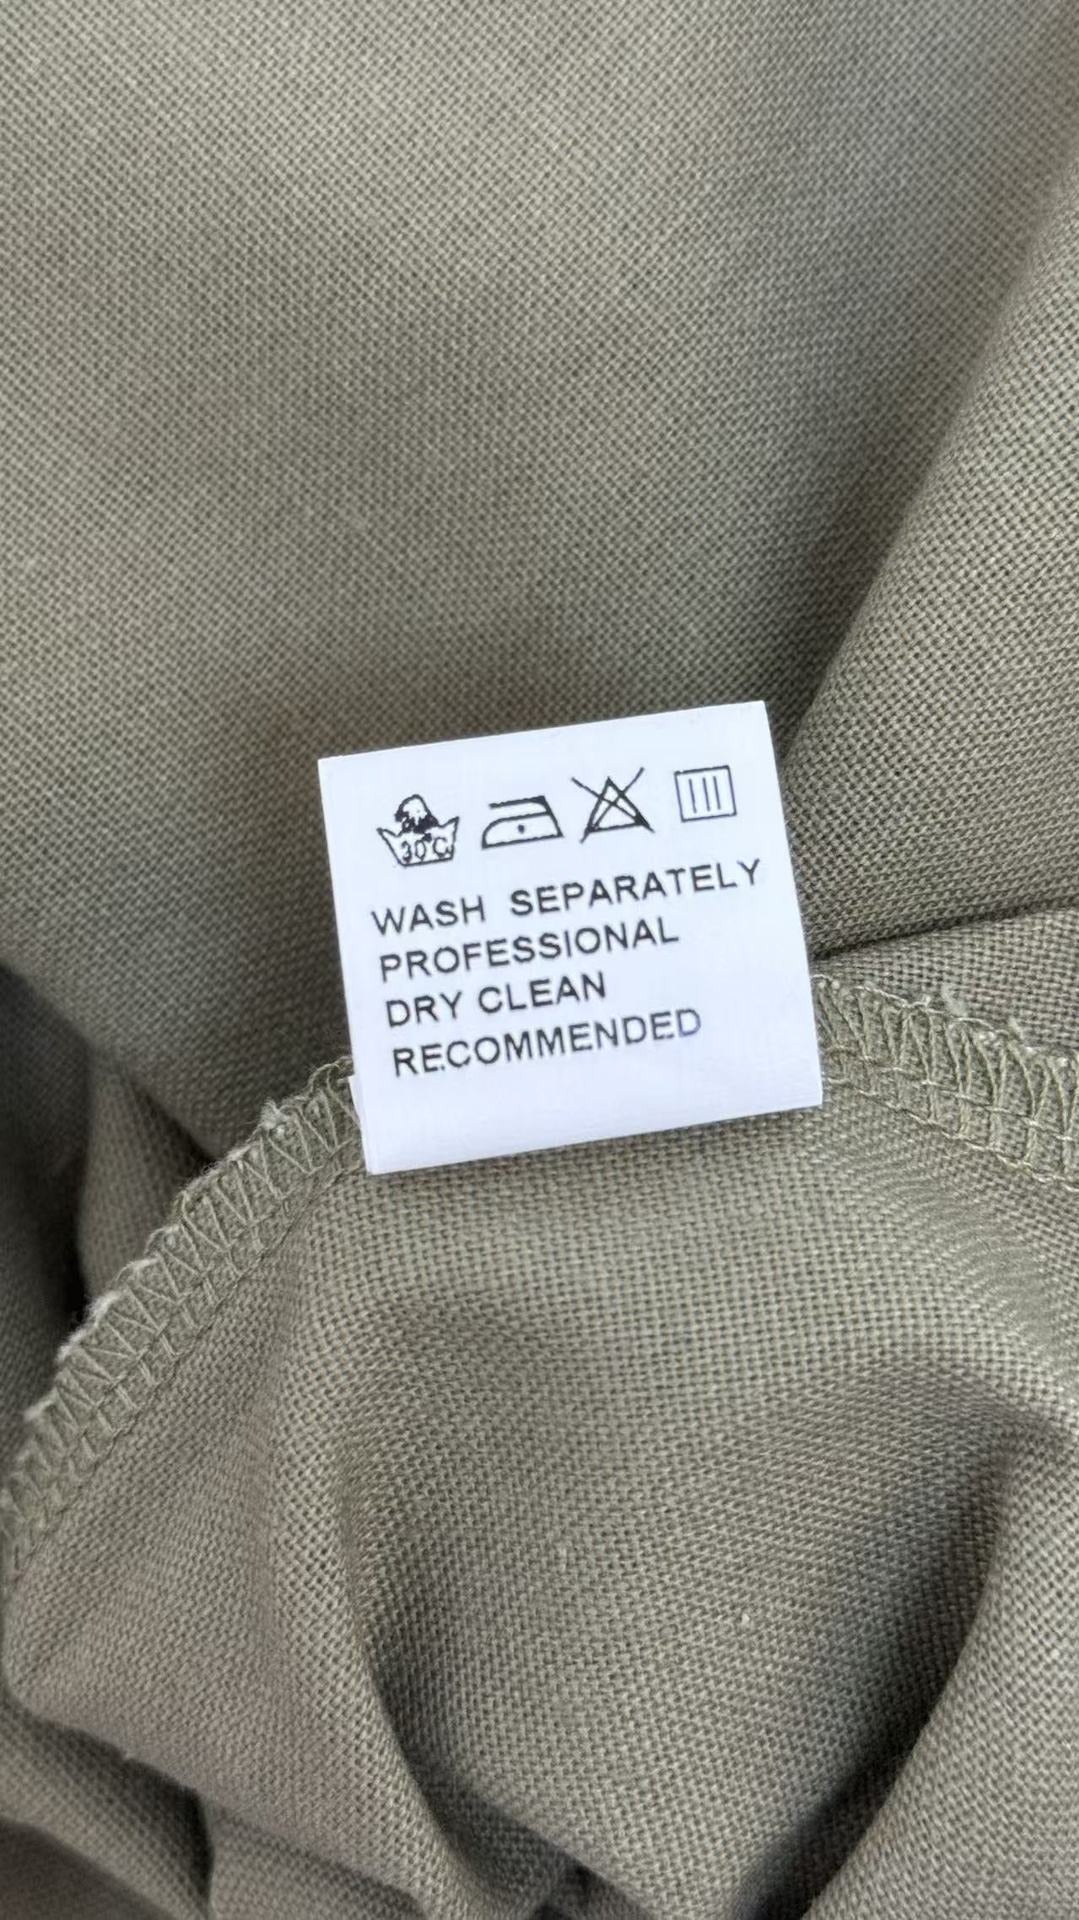 30°C
WASH SEPARATELY
PROFESSIONAL
DRY CLEAN
RECOMMENDED